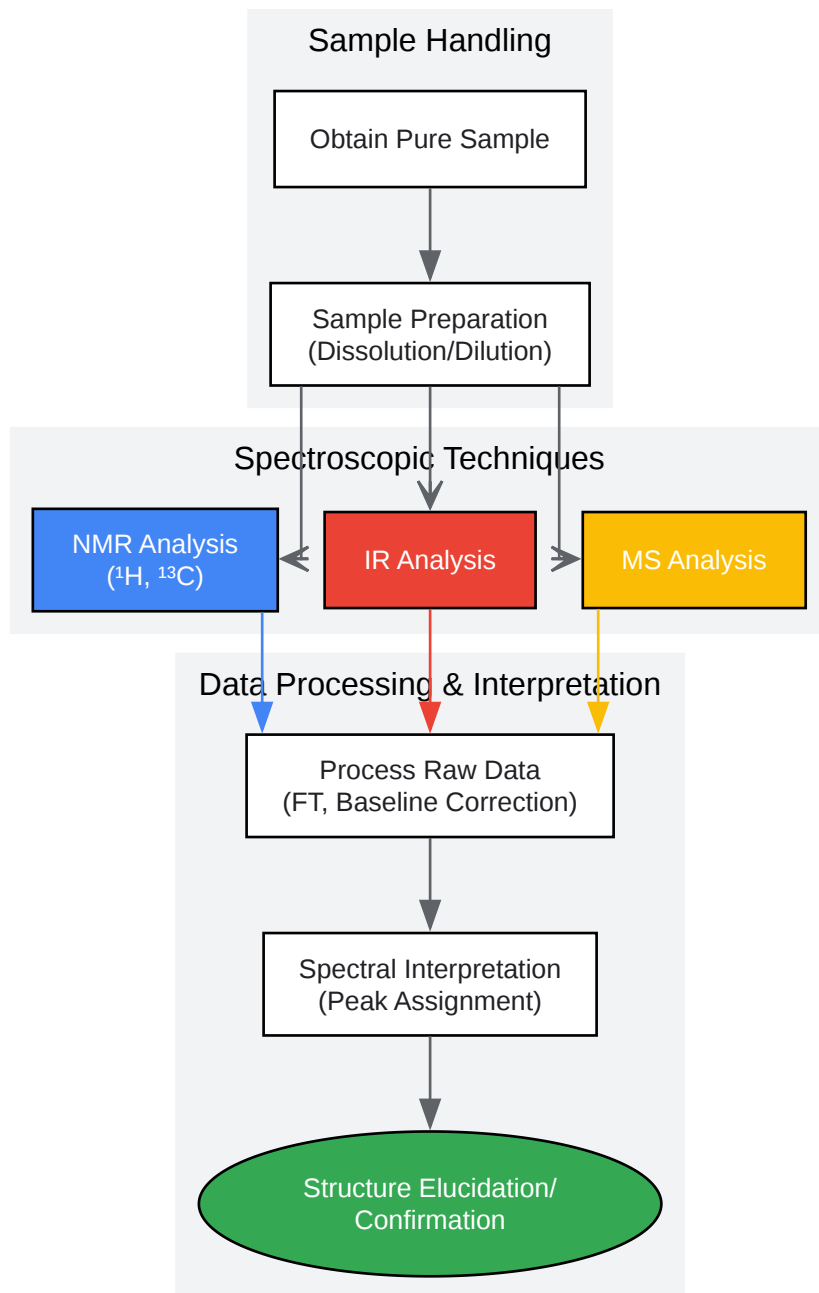 Sample Handling
Obtain Pure Sample
Sample Preparation
(Dissolution/Dilution)
Spectroscopic Techniques
NMR Analysis
(¹H, ¹³C)
IR Analysis
MS Analysis
Data Processing & Interpretation
Process Raw Data
(FT, Baseline Correction)
Spectral Interpretation
(Peak Assignment)
Structure Elucidation/
Confirmation